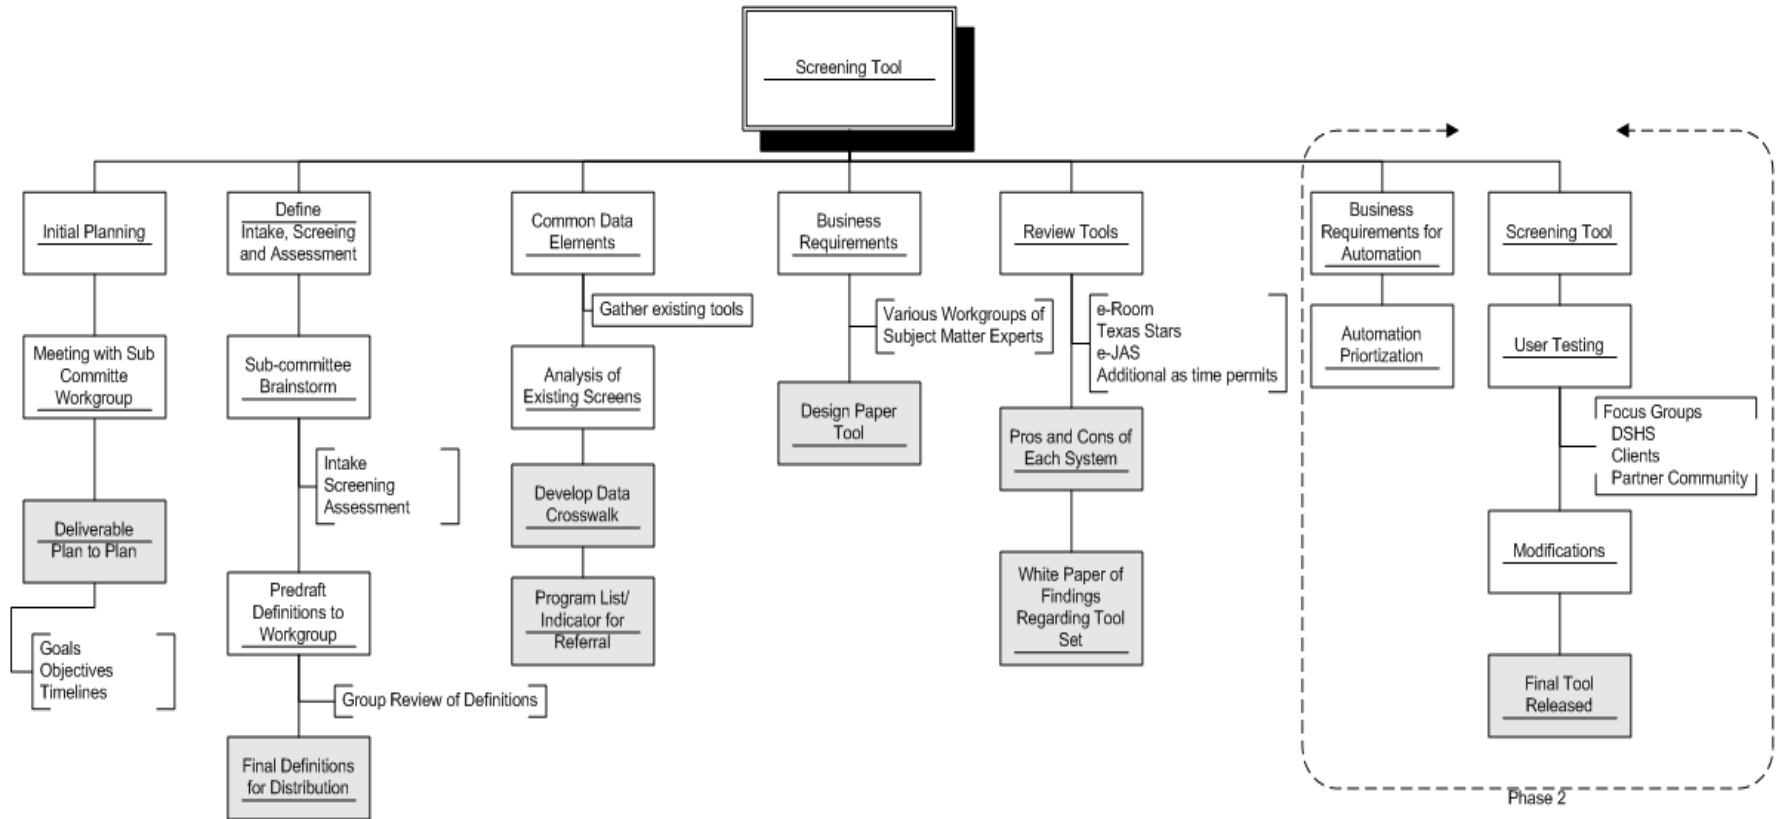 Screening Tool
Initial Planning
Meeting with Sub
Committe
Workgroup
Deliverable
Plan to Plan
Goals
Objectives
Timelines
Define
Intake, Screeing
and Assessment
Sub-committee
Brainstorm
Intake
Screening
Assessment
Predraft
Definitions to
Workgroup
Group Review of Definitions
Final Definitions
for Distribution
Common Data
Elements
Gather existing tools
Analysis of
Existing Screens
Develop Data
Crosswalk
Program List/
Indicator for
Referral
Business
Requirements
Various Workgroups of
Subject Matter Experts
Design Paper
Tool
Review Tools
e-Room
Texas Stars
e-JAS
Additional as time permits
Pros and Cons of
Each System
White Paper of
Findings
Regarding Tool
Set
Business
Requirements for
Automation
Automation
Priortization
Screening Tool
User Testing
Focus Groups
DSHS
Clients
Partner Community
Modifications
Final Tool
Released
Phase 2